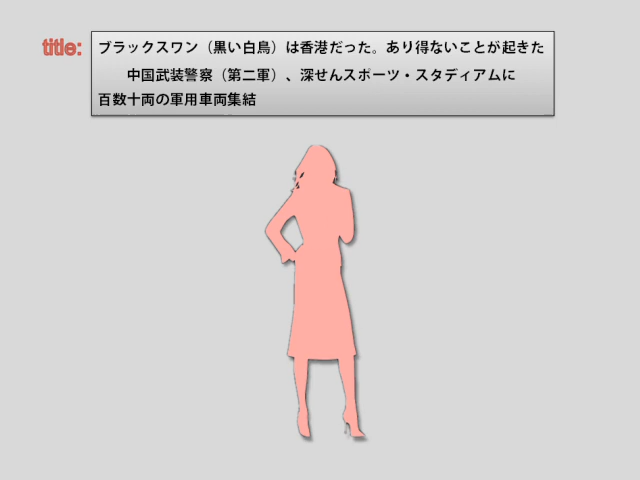 title:
ブラックスワン（黒い白鳥）は香港だった。あり得ないことが起きた
中国武装警察（第二軍）、深せんスポーツ・スタディアムに
百数十両の軍用車両集結